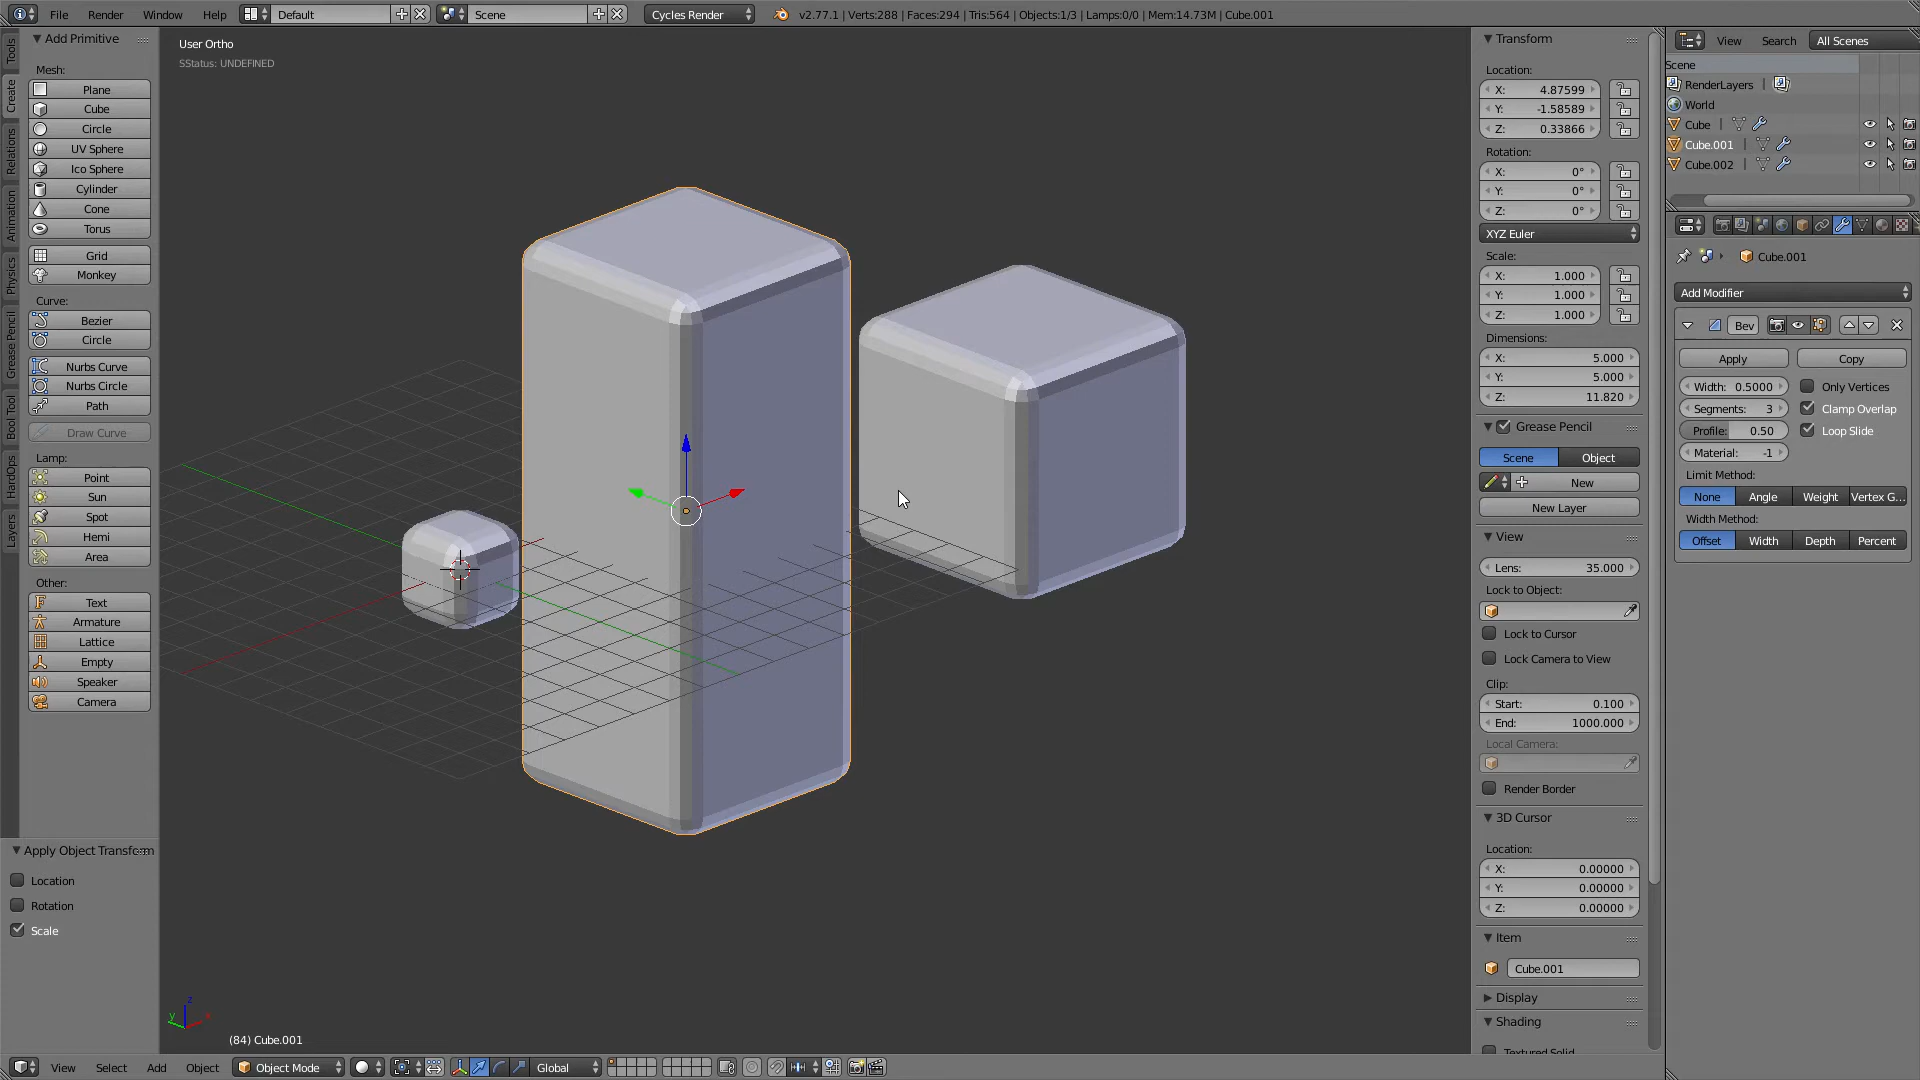 File
Render
Window
Help
Default
Scene
Cycles Render
v2.77.1 | Verts:288 | Faces:294 | Tris:564 | Objects:1/3 | Lamps:0/0 | Mem:14.73M | Cube.001
Tools
Create
Relations
Animation
Physics
Grease Pencil
Bool Tool
HardOps
Layers
Add Primitive
Mesh:
Plane
Cube
Circle
UV Sphere
Ico Sphere
Cylinder
Cone
Torus
Grid
Monkey
Curve:
Bezier
Circle
Nurbs Curve
Nurbs Circle
Path
Draw Curve
Lamp:
Point
Sun
Spot
Hemi
Area
Other:
Text
Armature
Lattice
Empty
Speaker
Camera
Apply Object Transform
Location
Rotation
Scale
User Ortho
SStatus: UNDEFINED
z
y
x
(84) Cube.001
View
Select
Add
Object
Object Mode
Global
Transform
Location:
X: 4.87599
Y: -1.58589
Z: 0.33866
Rotation:
X: 0°
Y: 0°
Z: 0°
XYZ Euler
Scale:
X: 1.000
Y: 1.000
Z: 1.000
Dimensions:
X: 5.000
Y: 5.000
Z: 11.820
Grease Pencil
Scene
Object
New
New Layer
View
Lens: 35.000
Lock to Object:
Lock to Cursor
Lock Camera to View
Clip:
Start: 0.100
End: 1000.000
Local Camera:
Render Border
3D Cursor
Location:
X: 0.00000
Y: 0.00000
Z: 0.00000
Item
Cube.001
Display
Shading
Textured Solid
View
Search
All Scenes
Scene
RenderLayers
World
Cube
Cube.001
Cube.002
Cube.001
Add Modifier
Bev
Apply
Copy
Width: 0.5000
Only Vertices
Segments: 3
Clamp Overlap
Profile: 0.50
Loop Slide
Material: -1
Limit Method:
None
Angle
Weight
Vertex G...
Width Method:
Offset
Width
Depth
Percent